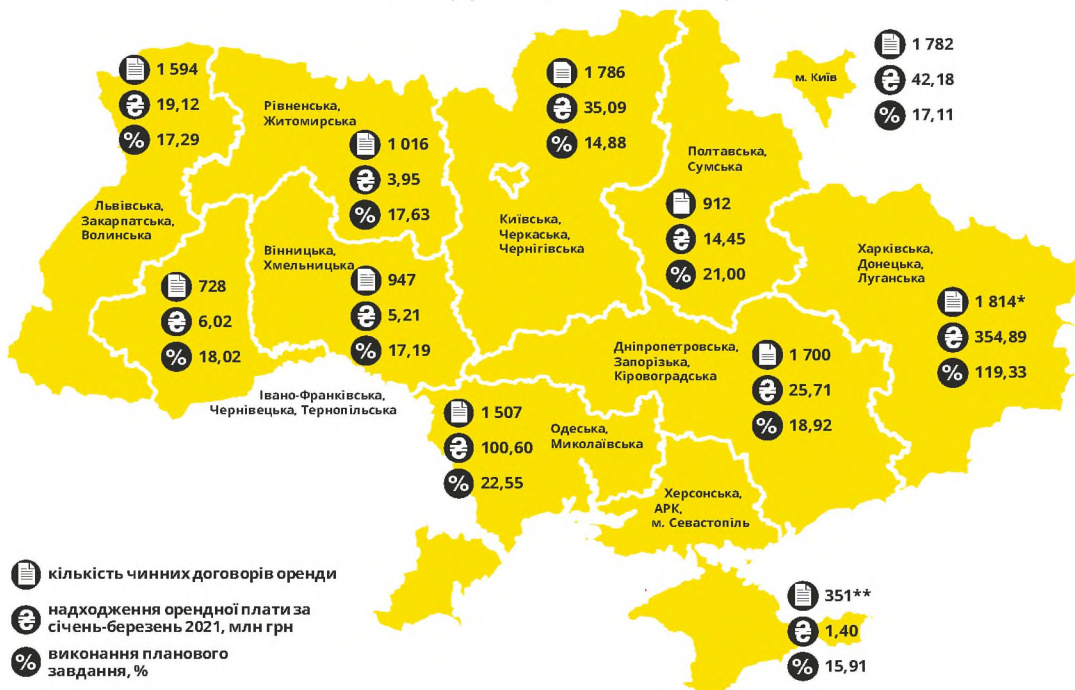 1 594
19,12
17,29
Львівська,
Закарпатська,
Волинська
Рівненська,
Житомирська
1 016
3,95
17,63
1 786
35,09
14,88
Київська,
Черкаська,
Чернігівська
м. Київ
1 782
42,18
17,11
Полтавська,
Сумська
912
14,45
21,00
Харківська,
Донецька,
Луганська
1 814*
354,89
119,33
728
6,02
18,02
Івано-Франківська,
Чернівецька, Тернопільська
Вінницька,
Хмельницька
947
5,21
17,19
Дніпропетровська,
Запорізька,
Кіровоградська
1 700
25,71
18,92
1 507
100,60
22,55
Одеська,
Миколаївська
Херсонська,
АРК,
м. Севастополь
351**
1,40
15,91
кількість чинних договорів оренди
₴ надходження орендної плати за
січень-березень 2021, млн грн
% виконання планового
завдання, %